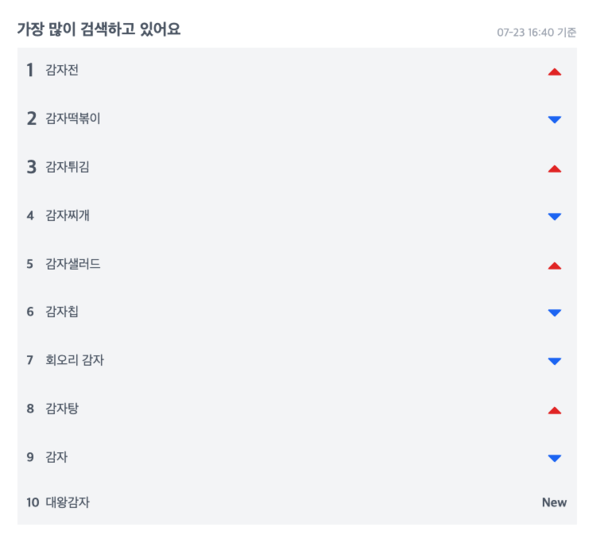 가장 많이 검색하고 있어요 07-23 16:40 기준
1 감자전
2 감자떡볶이
3 감자튀김
4 감자찌개
5 감자샐러드
6 감자칩
7 회오리 감자
8 감자탕
9 감자
10 대왕감자 New